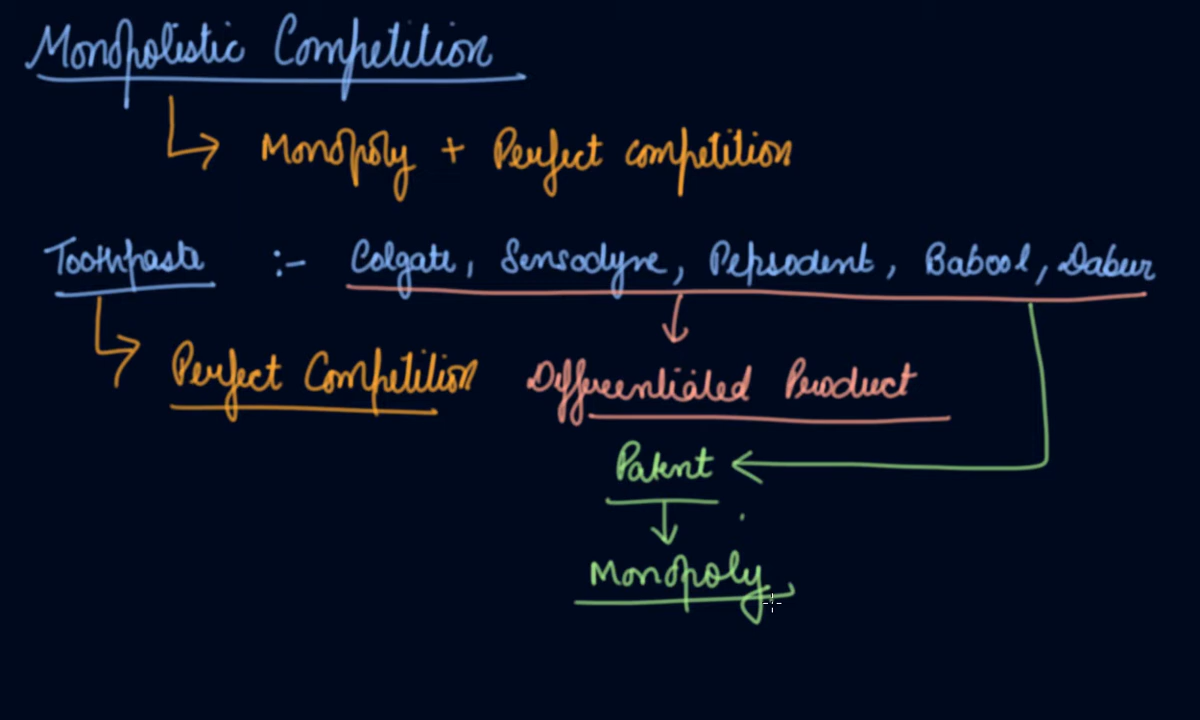 Monopolistic Competition
Monopoly + Perfect competition
Toothpaste :- Colgate, Sensodyne, Pepsodent, Babool, Dabur
Perfect Competition Differentiated Product
Patent
Monopoly